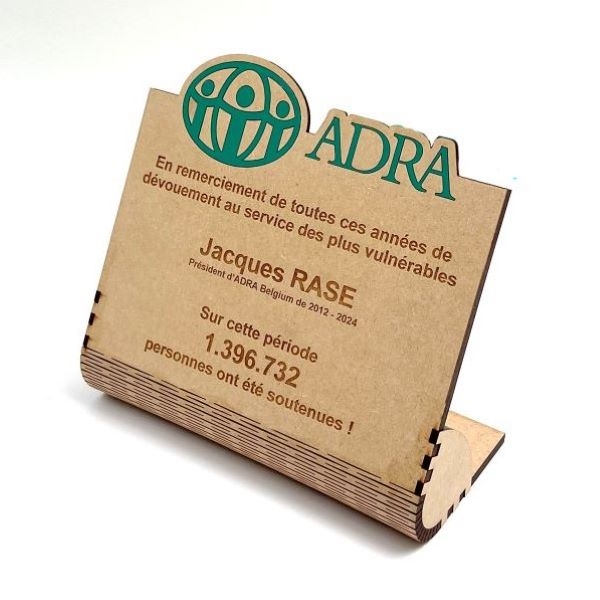 ADRA
En remerciement de toutes ces années de
dévouement au service des plus vulnérables
Jacques RASE
Président d'ADRA Belgium de 2012 - 2024
Sur cette période
1.396.732
personnes ont été soutenues !